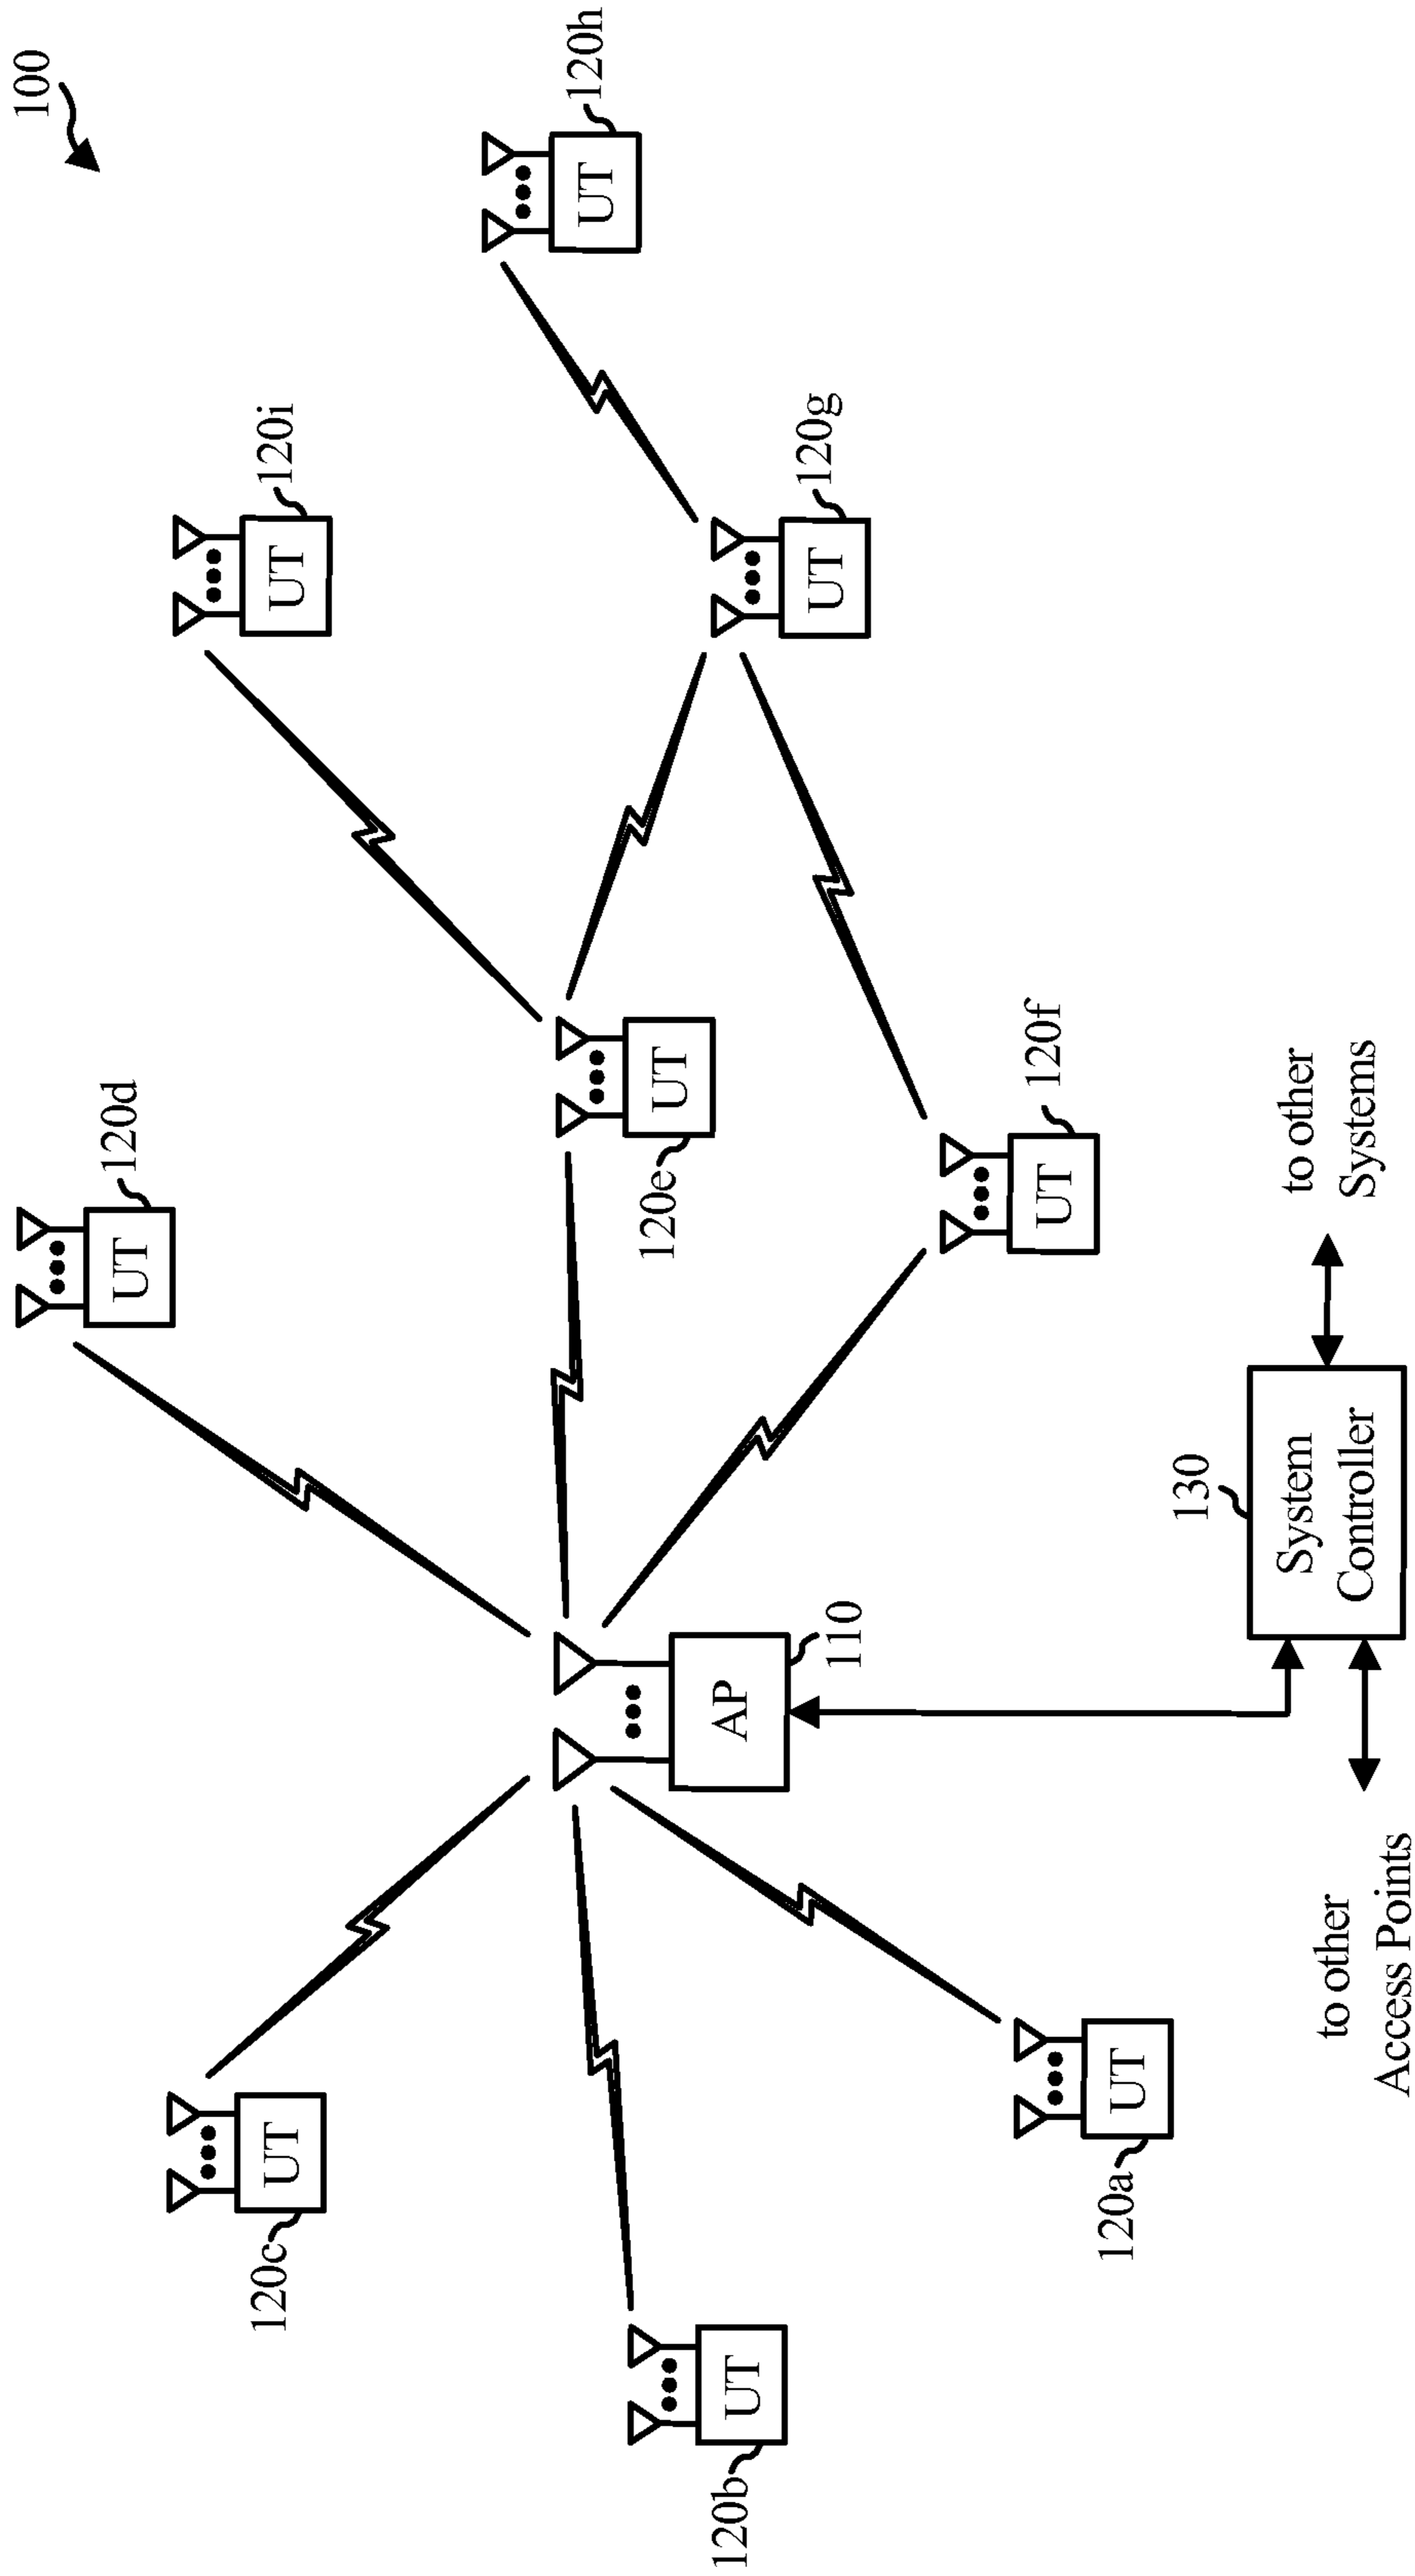 100
UT
120d
UT
120i
UT
120c
UT
120h
UT
120e
UT
120g
UT
120b
AP
110
UT
120f
UT
120a
130
System
Controller
to other
Systems
to other
Access Points